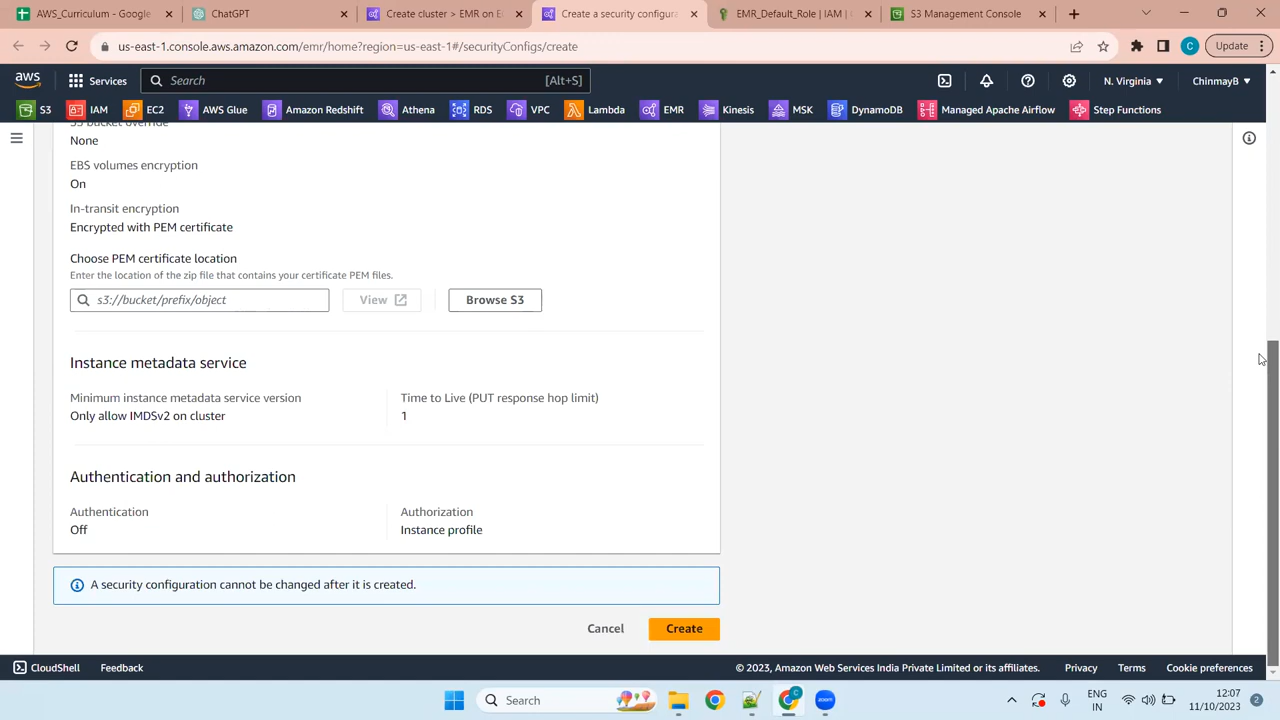 AWS_Curriculum - Google
ChatGPT
Create cluster > EMR on E
Create a security configura
EMR_Default_Role | IAM |
S3 Management Console
us-east-1.console.aws.amazon.com/emr/home?region=us-east-1#/securityConfigs/create
C
Update
aws
Services
Search
[Alt+S]
N. Virginia
ChinmayB
S3
IAM
EC2
AWS Glue
Amazon Redshift
Athena
RDS
VPC
Lambda
EMR
Kinesis
MSK
DynamoDB
Managed Apache Airflow
Step Functions
S3 bucket override
None
EBS volumes encryption
On
In-transit encryption
Encrypted with PEM certificate
Choose PEM certificate location
Enter the location of the zip file that contains your certificate PEM files.
s3://bucket/prefix/object
View
Browse S3
Instance metadata service
Minimum instance metadata service version
Time to Live (PUT response hop limit)
Only allow IMDSv2 on cluster
1
Authentication and authorization
Authentication
Authorization
Off
Instance profile
A security configuration cannot be changed after it is created.
Cancel
Create
CloudShell
Feedback
© 2023, Amazon Web Services India Private Limited or its affiliates.
Privacy
Terms
Cookie preferences
Search
C
zoom
ENG
IN
12:07
11/10/2023
2